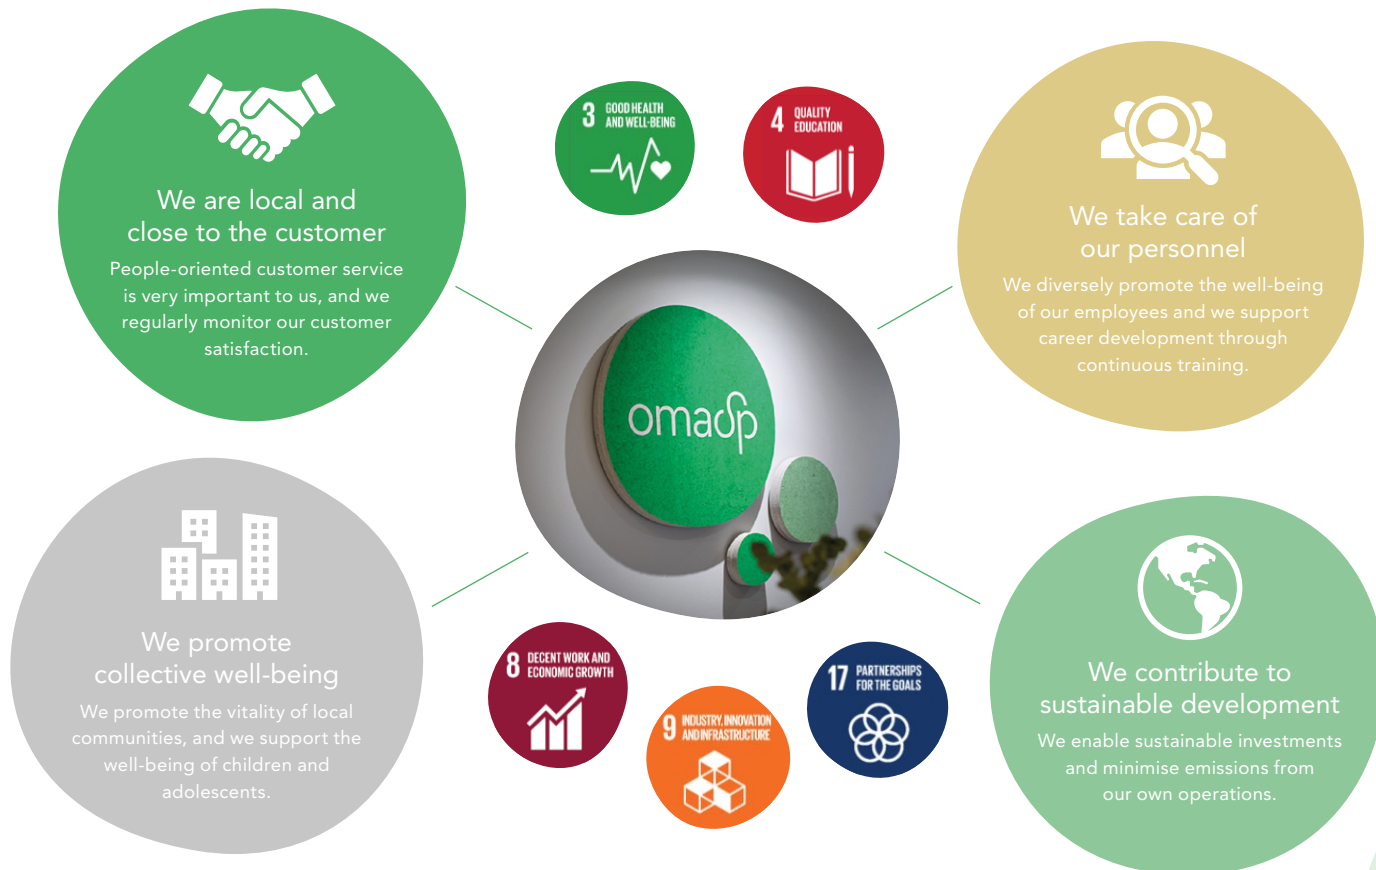 We are local and
close to the customer
People-oriented customer service
is very important to us, and we
regularly monitor our customer
satisfaction.
3 GOOD HEALTH
AND WELL-BEING
4 QUALITY
EDUCATION
We take care of
our personnel
We diversely promote the well-being
of our employees and we support
career development through
continuous training.
omasp
We promote
collective well-being
We promote the vitality of local
communities, and we support the
well-being of children and
adolescents.
8 DECENT WORK AND
ECONOMIC GROWTH
9 INDUSTRY, INNOVATION
AND INFRASTRUCTURE
17 PARTNERSHIPS
FOR THE GOALS
We contribute to
sustainable development
We enable sustainable investments
and minimise emissions from
our own operations.